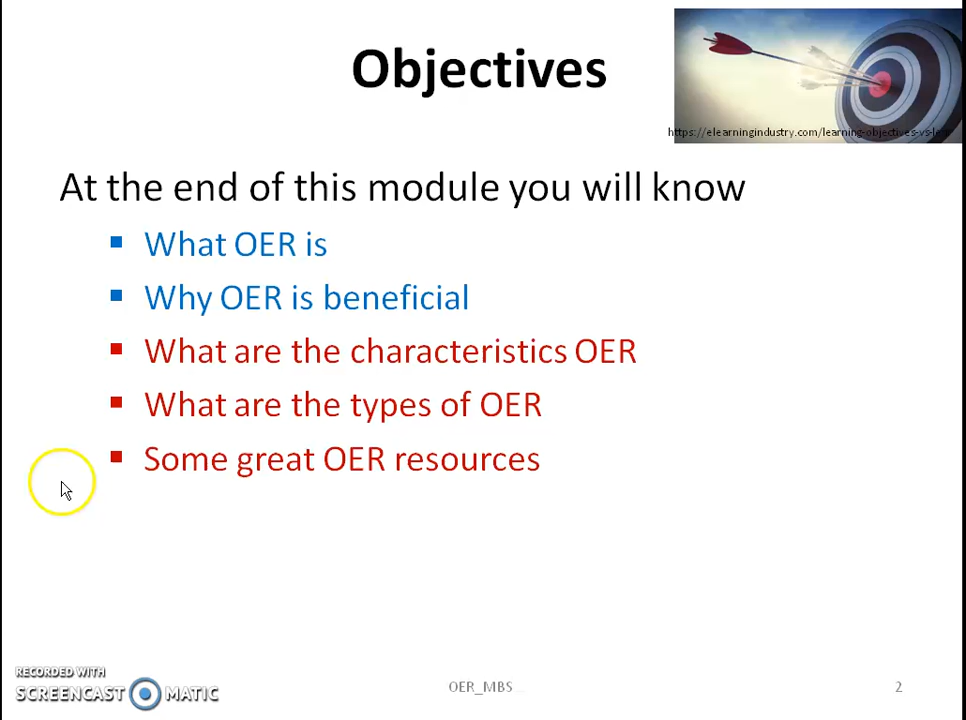 Objectives
https://elearningindustry.com/learning-objectives-vs-
At the end of this module you will know
▪ What OER is
▪ Why OER is beneficial
▪ What are the characteristics OER
▪ What are the types of OER
▪ Some great OER resources
RECORDED WITH
SCREENCAST MATIC
OER_MBS
2